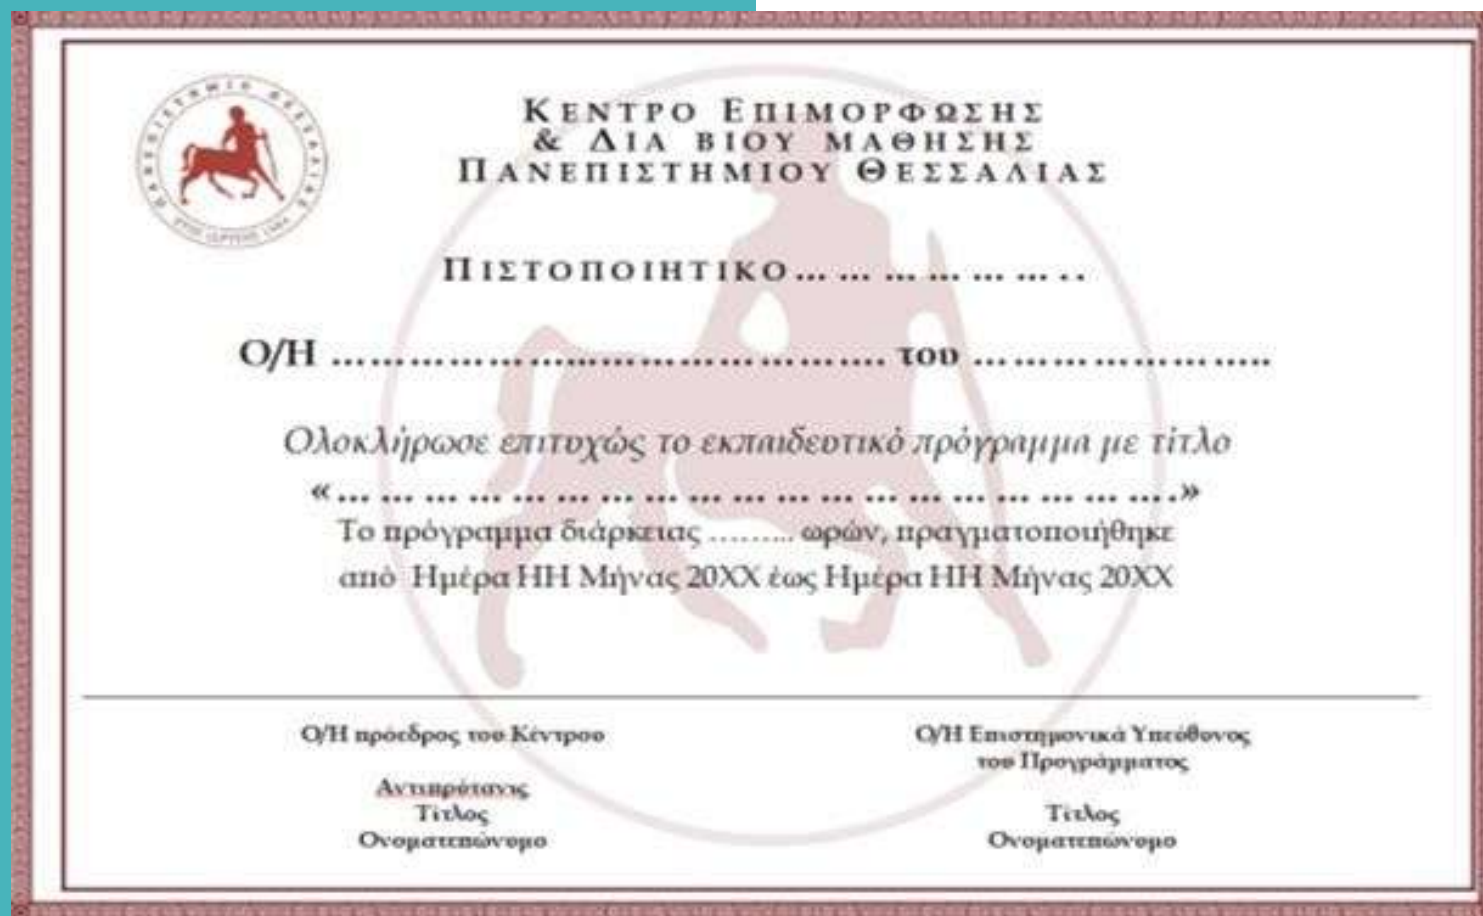 ΠΑΝΕΠΙΣΤΗΜΙΟ ΘΕΣΣΑΛΙΑΣ
ΚΕΝΤΡΟ ΕΠΙΜΟΡΦΩΣΗΣ
& ΔΙΑ ΒΙΟΥ ΜΑΘΗΣΗΣ
ΠΑΝΕΠΙΣΤΗΜΙΟΥ ΘΕΣΣΑΛΙΑΣ
ΠΙΣΤΟΠΟΙΗΤΙΚΟ... ... ... ... ... ... . .
Ο/Η ……………………………………… του …………………..
Ολοκλήρωσε επιτυχώς το εκπαιδευτικό πρόγραμμα με τίτλο
«... ... ... ... ... ... ... ... ... ... ... ... ... ... ... ... ... ... ... ....»
Το πρόγραμμα διάρκειας ……... ωρών, πραγματοποιήθηκε
από Ημέρα ΗΗ Μήνας 20ΧΧ έως Ημέρα ΗΗ Μήνας 20ΧΧ
Ο/Η πρόεδρος του Κέντρου
Αντιπρύτανις
Τίτλος
Ονοματεπώνυμο
Ο/Η Επιστημονικά Υπεύθυνος
του Προγράμματος
Τίτλος
Ονοματεπώνυμο